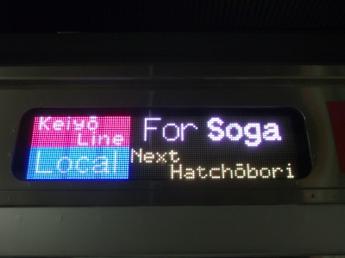 Keiyō
Line
Local
For Soga
Next
Hatchōbori